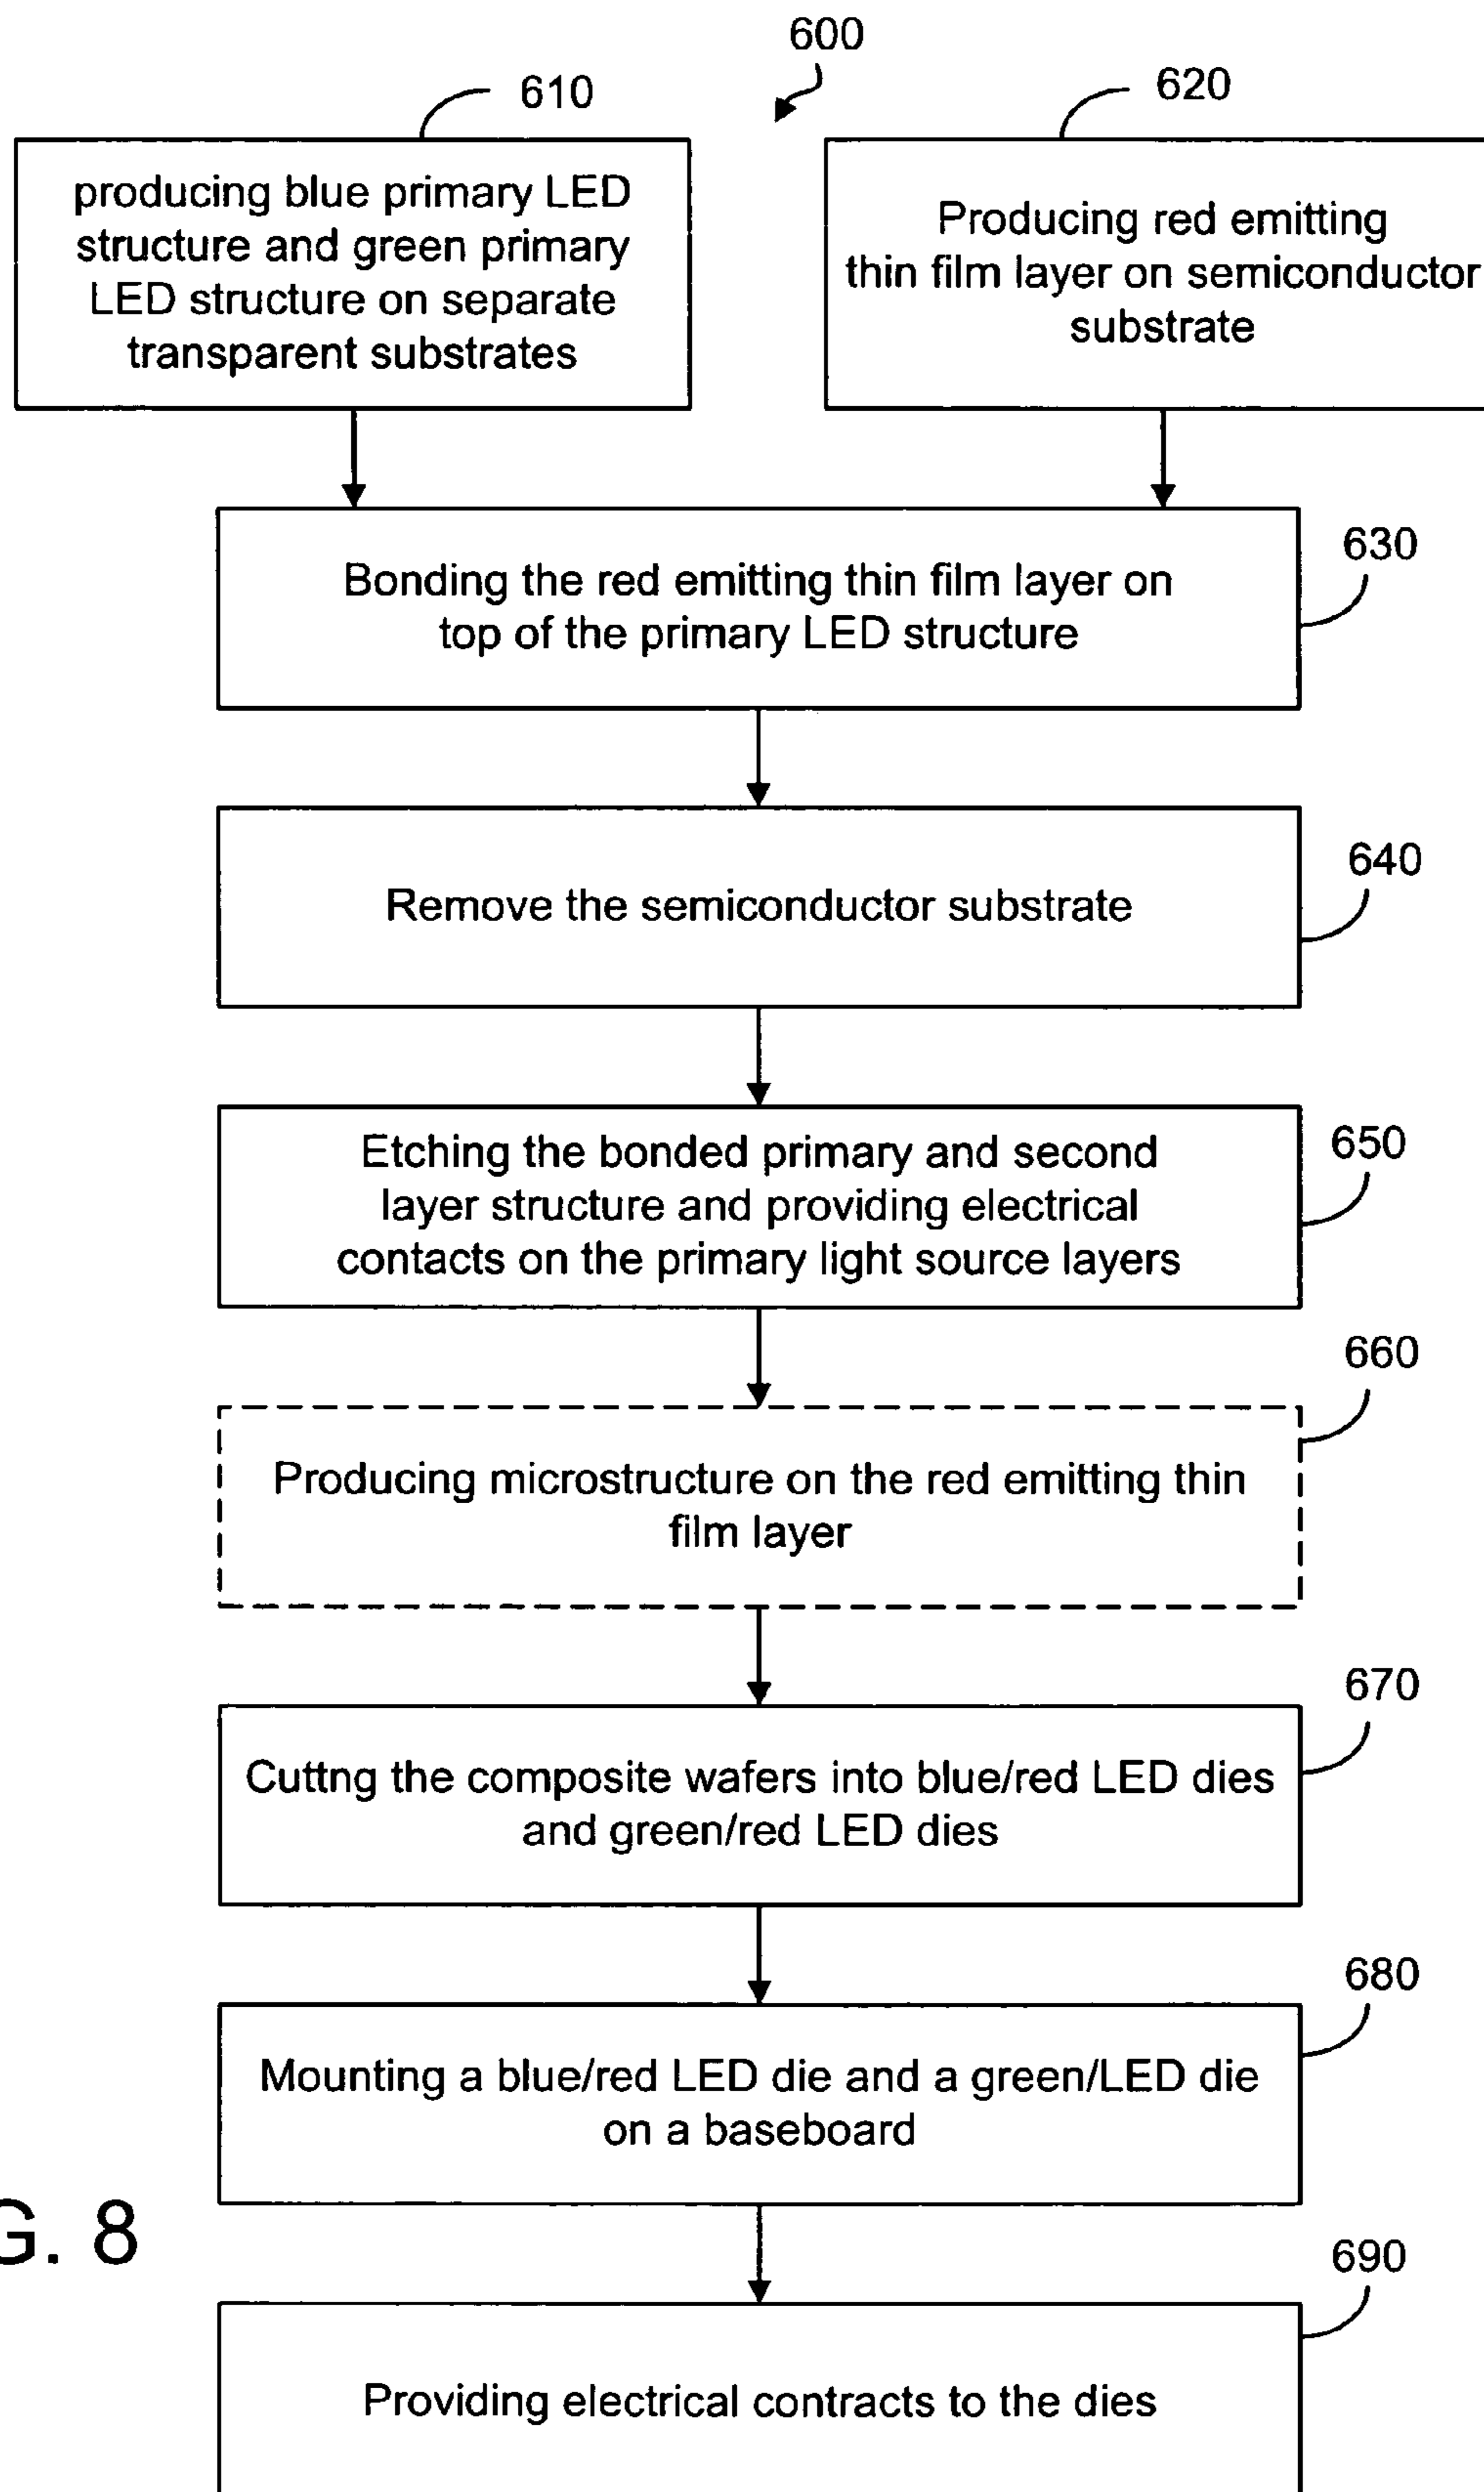 600
610
620
producing blue primary LED
structure and green primary
LED structure on separate
transparent substrates
Producing red emitting
thin film layer on semiconductor
substrate
630
Bonding the red emitting thin film layer on
top of the primary LED structure
640
Remove the semiconductor substrate
650
Etching the bonded primary and second
layer structure and providing electrical
contacts on the primary light source layers
660
Producing microstructure on the red emitting thin
film layer
670
Cuttng the composite wafers into blue/red LED dies
and green/red LED dies
680
Mounting a blue/red LED die and a green/LED die
on a baseboard
G. 8
690
Providing electrical contracts to the dies